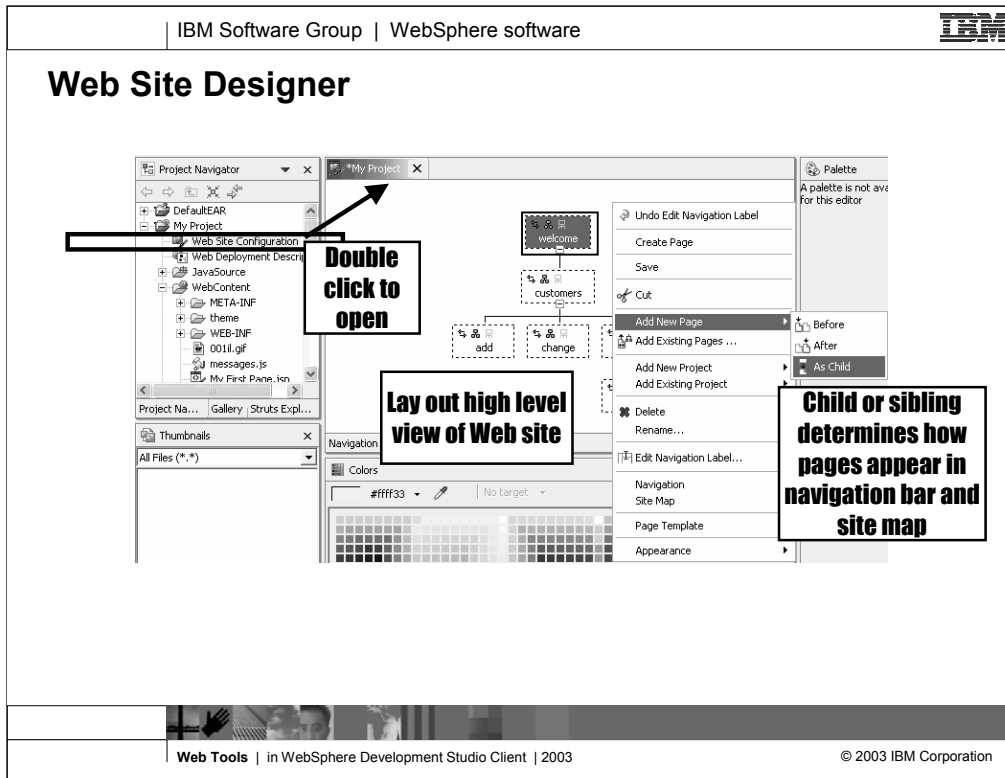 IBM Software Group | WebSphere software
IBM
Web Site Designer
Project Navigator
DefaultEAR
My Project
Web Site Configuration
Web Deployment Descrip
JavaSource
WebContent
META-INF
theme
WEB-INF
001il.gif
messages.js
My First Page.jsp
Project Na...
Gallery
Struts Expl...
Thumbnails
All Files (*.*)
*My Project
Double
click to
open
welcome
customers
add
change
Lay out high level
view of Web site
Navigation
Colors
#ffff33
No target
Undo Edit Navigation Label
Create Page
Save
Cut
Add New Page
Add Existing Pages ...
Add New Project
Add Existing Project
Delete
Rename...
Edit Navigation Label...
Navigation
Site Map
Page Template
Appearance
Before
After
As Child
Palette
A palette is not ava
for this editor
Child or sibling
determines how
pages appear in
navigation bar and
site map
Web Tools | in WebSphere Development Studio Client | 2003
© 2003 IBM Corporation